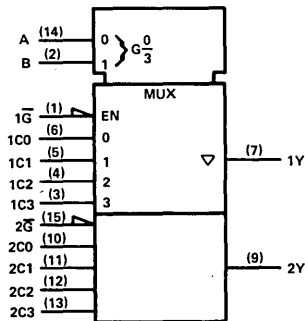 A (14) 0
B (2) 1 } G 0/3
MUX
1G̅ (1) EN
1C0 (6) 0
1C1 (5) 1
1C2 (4) 2
1C3 (3) 3
▽ (7) 1Y
2G̅ (15)
2C0 (10)
2C1 (11)
2C2 (12)
2C3 (13)
(9) 2Y